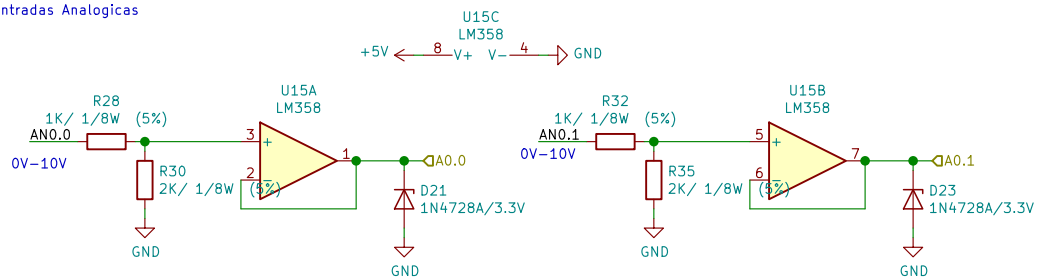 ntradas Analogicas
U15C
LM358
+5V
8
V+
V-
4
GND
R28
1K/ 1/8W (5%)
AN0.0
0V-10V
R30
2K/ 1/8W (5%)
GND
U15A
LM358
3
+
2
-
1
A0.0
D21
1N4728A/3.3V
GND
R32
1K/ 1/8W (5%)
AN0.1
0V-10V
R35
2K/ 1/8W (5%)
GND
U15B
LM358
5
+
6
-
7
A0.1
D23
1N4728A/3.3V
GND